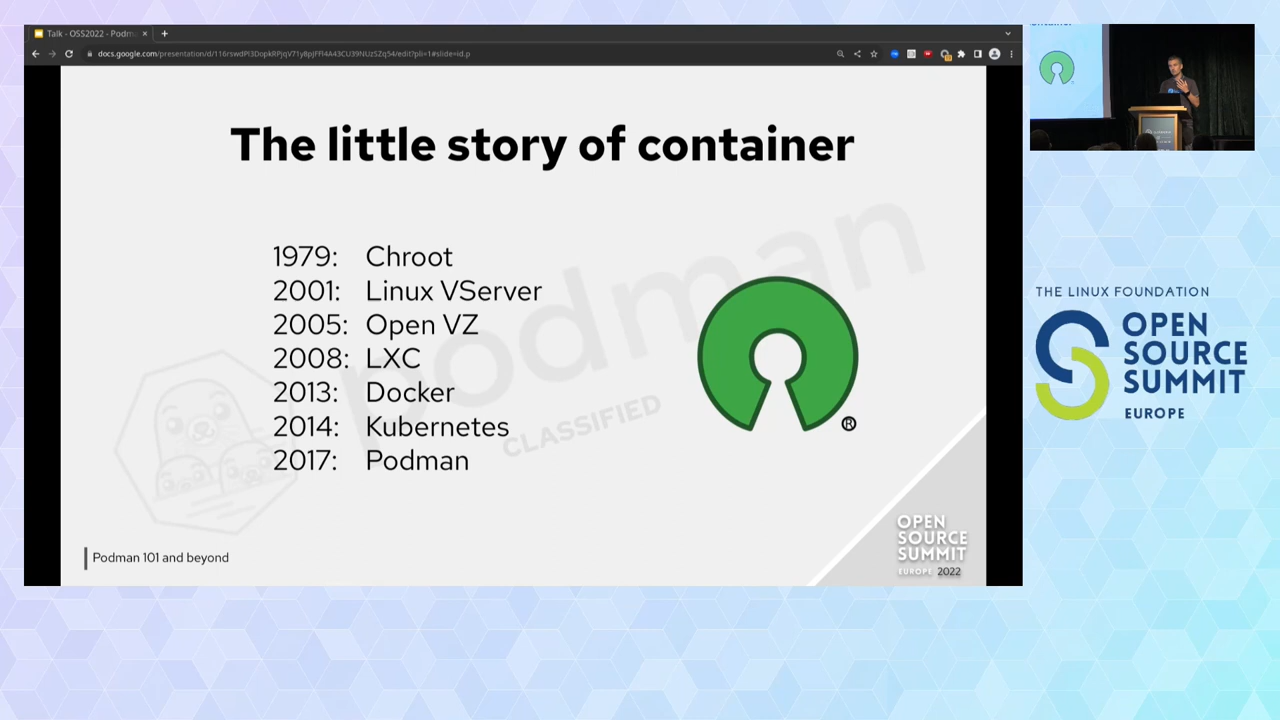 Talk - OSS2022 - Podm
The little story of container
1979: Chroot
2001: Linux VServer
2005: Open VZ
2008: LXC
2013: Docker
2014: Kubernetes
2017: Podman
podman
CLASSIFIED
®
Podman 101 and beyond
OPEN
SOURCE
SUMMIT
EUROPE 2022
THE LINUX FOUNDATION
OPEN
SOURCE
SUMMIT
EUROPE